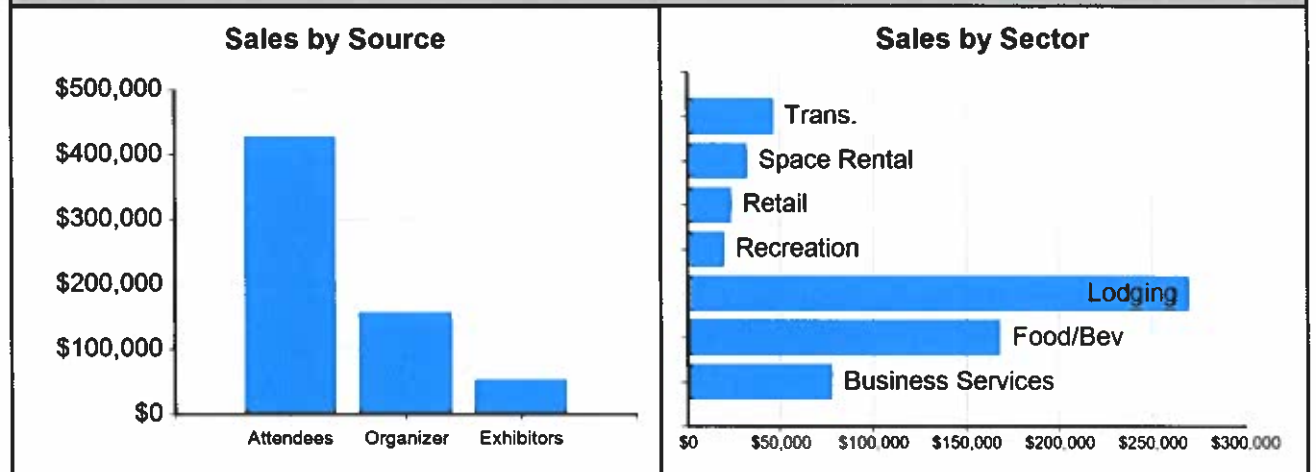 Sales by Source
$500,000
$400,000
$300,000
$200,000
$100,000
$0
Attendees Organizer Exhibitors
Sales by Sector
Trans.
Space Rental
Retail
Recreation
Lodging
Food/Bev
Business Services
$0 $50,000 $100,000 $150,000 $200,000 $250,000 $300.000